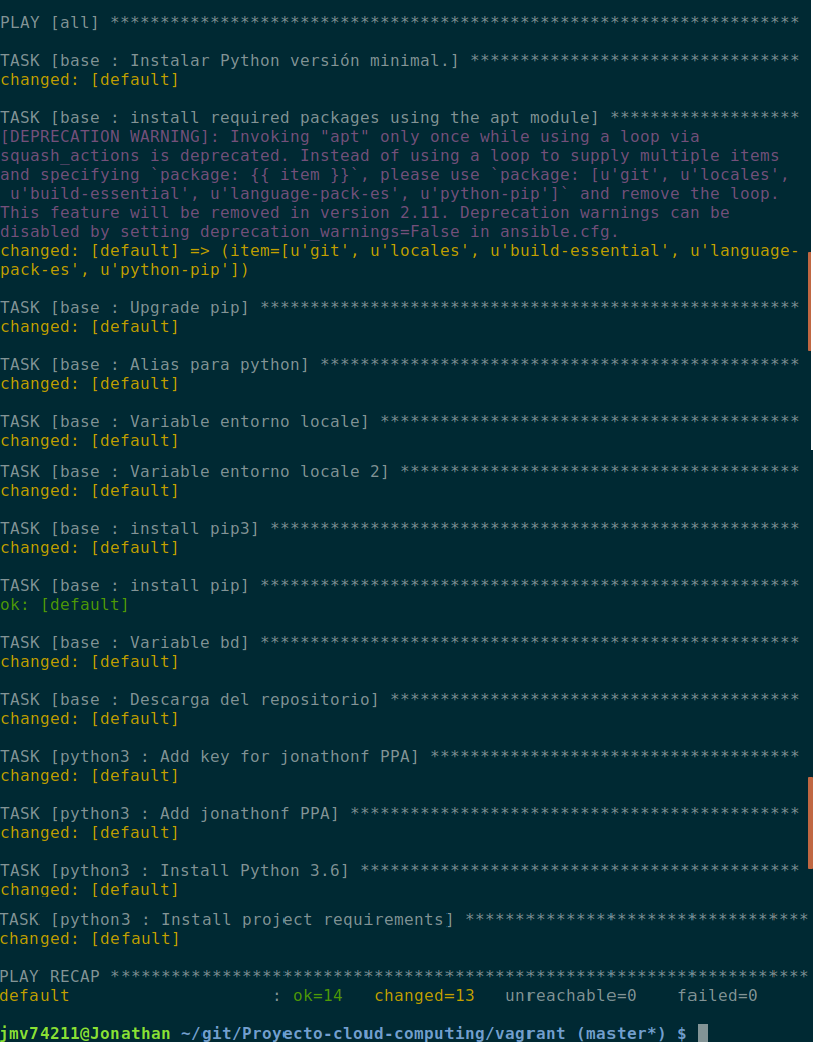 PLAY [all] *********************************************************************
TASK [base : Instalar Python versión minimal.] *********************************
changed: [default]
TASK [base : install required packages using the apt module] *******************
[DEPRECATION WARNING]: Invoking "apt" only once while using a loop via
squash_actions is deprecated. Instead of using a loop to supply multiple items
and specifying `package: {{ item }}`, please use `package: [u'git', u'locales',
u'build-essential', u'language-pack-es', u'python-pip']` and remove the loop.
This feature will be removed in version 2.11. Deprecation warnings can be
disabled by setting deprecation_warnings=False in ansible.cfg.
changed: [default] => (item=[u'git', u'locales', u'build-essential', u'language-
pack-es', u'python-pip'])
TASK [base : Upgrade pip] ******************************************************
changed: [default]
TASK [base : Alias para python] ************************************************
changed: [default]
TASK [base : Variable entorno locale] ******************************************
changed: [default]
TASK [base : Variable entorno locale 2] ****************************************
changed: [default]
TASK [base : install pip3] *****************************************************
changed: [default]
TASK [base : install pip] ******************************************************
ok: [default]
TASK [base : Variable bd] ******************************************************
changed: [default]
TASK [base : Descarga del repositorio] *****************************************
changed: [default]
TASK [python3 : Add key for jonathonf PPA] *************************************
changed: [default]
TASK [python3 : Add jonathonf PPA] *********************************************
changed: [default]
TASK [python3 : Install Python 3.6] ********************************************
changed: [default]
TASK [python3 : Install project requirements] **********************************
changed: [default]
PLAY RECAP *********************************************************************
default : ok=14 changed=13 unreachable=0 failed=0
jmv74211@Jonathan ~/git/Proyecto-cloud-computing/vagrant (master*) $